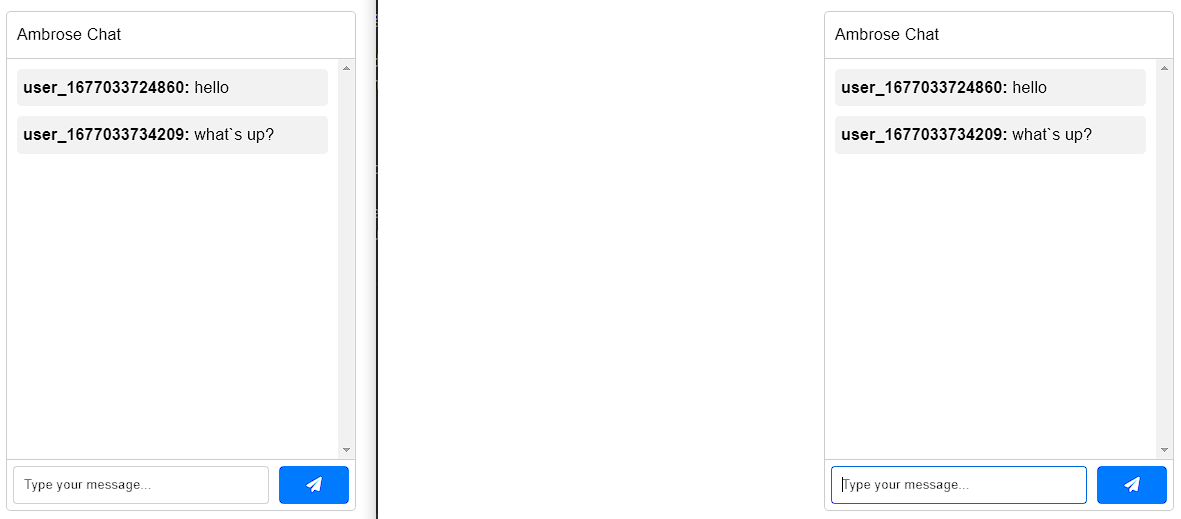 Ambrose Chat
user_1677033724860: hello
user_1677033734209: what`s up?
Type your message...
Ambrose Chat
user_1677033724860: hello
user_1677033734209: what`s up?
Type your message...